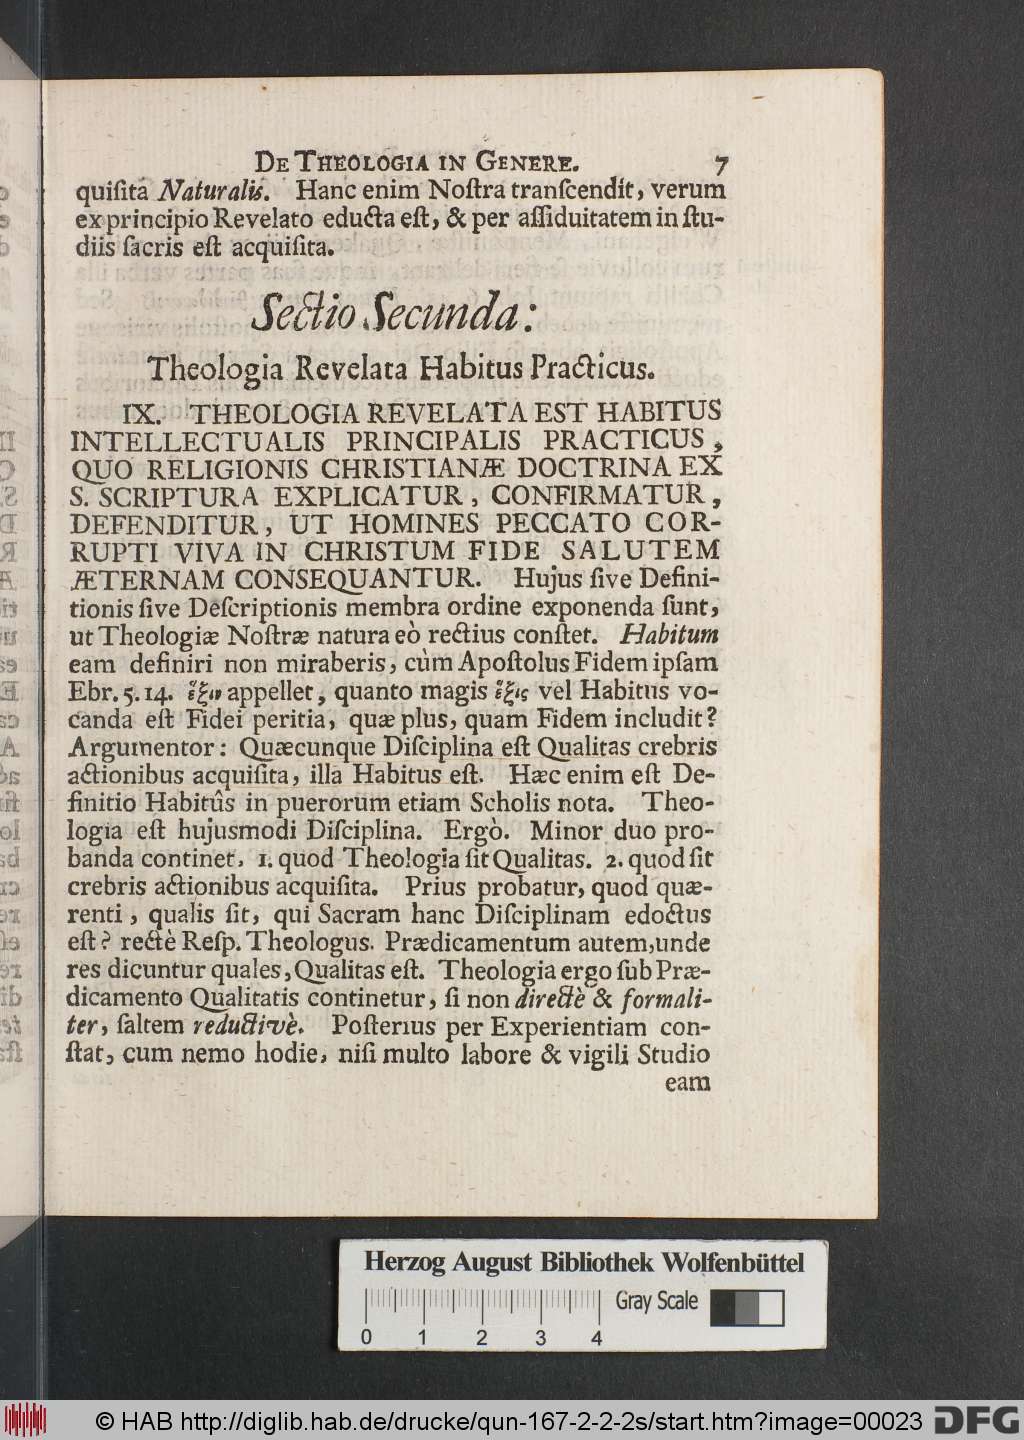 DE THEOLOGIA IN GENERE. 7
quiſita Naturalis. Hanc enim Noſtra tranſcendit, verum
ex principio Revelato educta eſt, & per aſſiduitatem in ſtu-
diis ſacris eſt acquiſita.
Sectio Secunda:
Theologia Revelata Habitus Practicus.
IX. THEOLOGIA REVELATA EST HABITUS
INTELLECTUALIS PRINCIPALIS PRACTICUS,
QUO RELIGIONIS CHRISTIANÆ DOCTRINA EX
S. SCRIPTURA EXPLICATUR, CONFIRMATUR,
DEFENDITUR, UT HOMINES PECCATO COR-
RUPTI VIVA IN CHRISTUM FIDE SALUTEM
ÆTERNAM CONSEQUANTUR. Hujus ſive Defini-
tionis ſive Deſcriptionis membra ordine exponenda ſunt,
ut Theologiæ Noſtræ natura eò rectius conſtet. Habitum
eam definiri non miraberis, cùm Apoſtolus Fidem ipſam
Ebr. 5. 14. ἕξιν appellet, quanto magis ἕξις vel Habitus vo-
canda eſt Fidei peritia, quæ plus, quam Fidem includit?
Argumentor: Quæcunque Diſciplina eſt Qualitas crebris
actionibus acquiſita, illa Habitus eſt. Hæc enim eſt De-
finitio Habitûs in puerorum etiam Scholis nota. Theo-
logia eſt hujusmodi Diſciplina. Ergò. Minor duo pro-
banda continet. 1. quod Theologia ſit Qualitas. 2. quod ſit
crebris actionibus acquiſita. Prius probatur, quod quæ-
renti, qualis ſit, qui Sacram hanc Diſciplinam edoctus
eſt? rectè Reſp. Theologus. Prædicamentum autem, unde
res dicuntur quales, Qualitas eſt. Theologia ergo ſub Præ-
dicamento Qualitatis continetur, ſi non directè & formali-
ter, ſaltem reductivè. Poſterius per Experientiam con-
ſtat, cum nemo hodie, niſi multo labore & vigili Studio
eam
Herzog August Bibliothek Wolfenbüttel
Gray Scale
0 1 2 3 4
© HAB http://diglib.hab.de/drucke/qun-167-2-2-2s/start.htm?image=00023 DFG